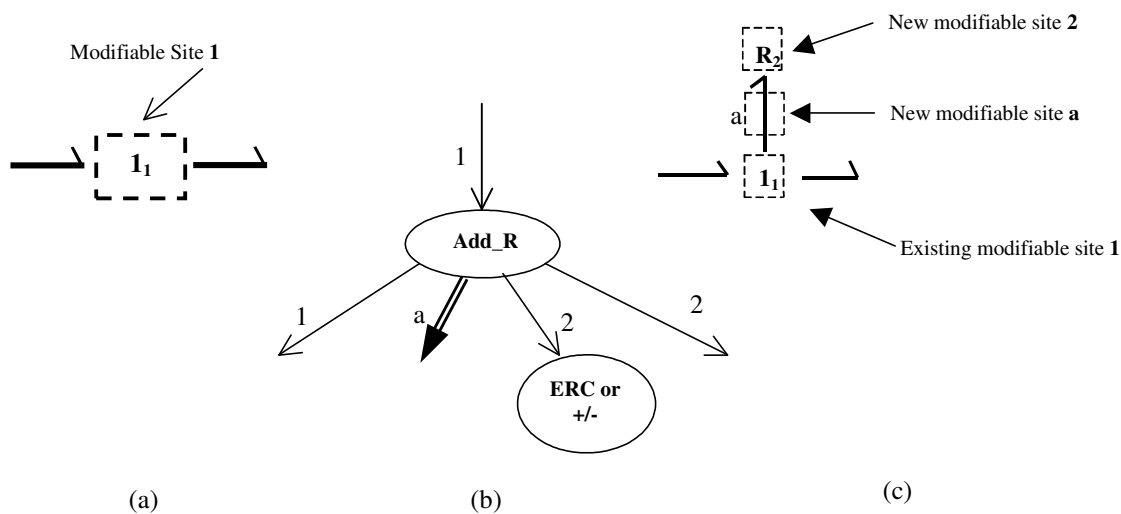 Modifiable Site 1
1₁
(a)
1
Add_R
1
a
2
2
ERC or
+/-
(b)
New modifiable site 2
R₂
a
New modifiable site a
1₁
Existing modifiable site 1
(c)